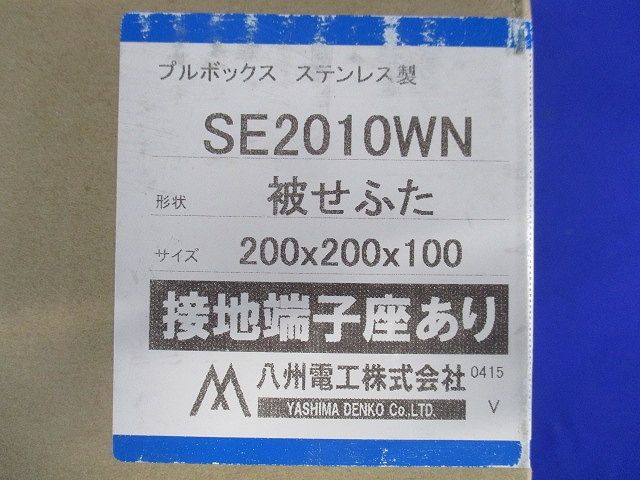 プルボックス ステンレス製
SE2010WN
形状 被せふた
サイズ 200x200x100
接地端子座あり
八州電工株式会社 0415
YASHIMA DENKO Co.LTD. V